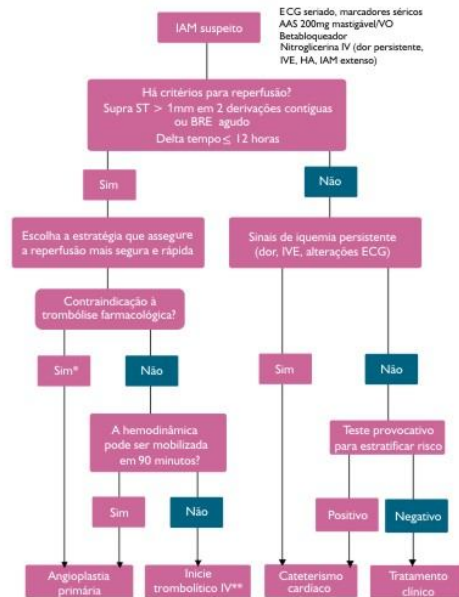 ECG seriado, marcadores séricos
AAS 200mg mastigável/VO
Betabloqueador
Nitroglicerina IV (dor persistente,
IVE, HA, IAM extenso)
IAM suspeito
Há critérios para reperfusão?
Supra ST > 1mm em 2 derivações contíguas
ou BRE agudo
Delta tempo ≤ 12 horas
Sim
Não
Escolha a estratégia que assegure
a reperfusão mais segura e rápida
Sinais de iquemia persistente
(dor, IVE, alterações ECG)
Contraindicação à
trombólise farmacológica?
Sim*
Não
Sim
Não
A hemodinâmica
pode ser mobilizada
em 90 minutos?
Teste provocativo
para estratificar risco
Sim
Não
Positivo
Negativo
Angioplastia
primária
Inicie
trombolítico IV**
Cateterismo
cardíaco
Tratamento
clínico